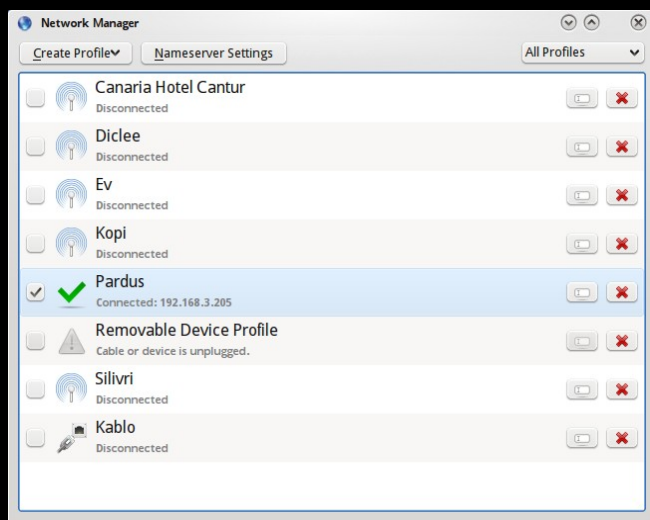 Network Manager
Create Profile
Nameserver Settings
All Profiles
Canaria Hotel Cantur
Disconnected
Diclee
Disconnected
Ev
Disconnected
Kopi
Disconnected
Pardus
Connected: 192.168.3.205
Removable Device Profile
Cable or device is unplugged.
Silivri
Disconnected
Kablo
Disconnected